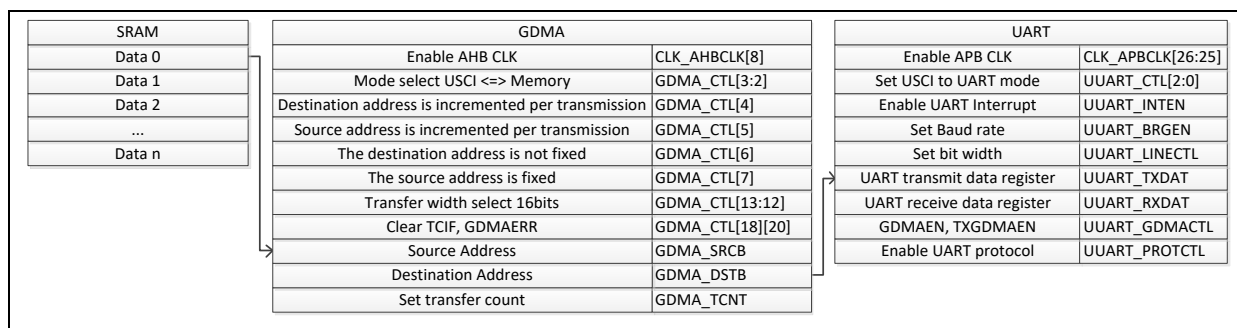 SRAM
Data 0
Data 1
Data 2
...
Data n
GDMA
Enable AHB CLK CLK_AHBCLK[8]
Mode select USCI <=> Memory GDMA_CTL[3:2]
Destination address is incremented per transmission GDMA_CTL[4]
Source address is incremented per transmission GDMA_CTL[5]
The destination address is not fixed GDMA_CTL[6]
The source address is fixed GDMA_CTL[7]
Transfer width select 16bits GDMA_CTL[13:12]
Clear TCIF, GDMAERR GDMA_CTL[18][20]
Source Address GDMA_SRCB
Destination Address GDMA_DSTB
Set transfer count GDMA_TCNT
UART
Enable APB CLK CLK_APBCLK[26:25]
Set USCI to UART mode UUART_CTL[2:0]
Enable UART Interrupt UUART_INTEN
Set Baud rate UUART_BRGEN
Set bit width UUART_LINECTL
UART transmit data register UUART_TXDAT
UART receive data register UUART_RXDAT
GDMAEN, TXGDMAEN UUART_GDMACTL
Enable UART protocol UUART_PROTCTL